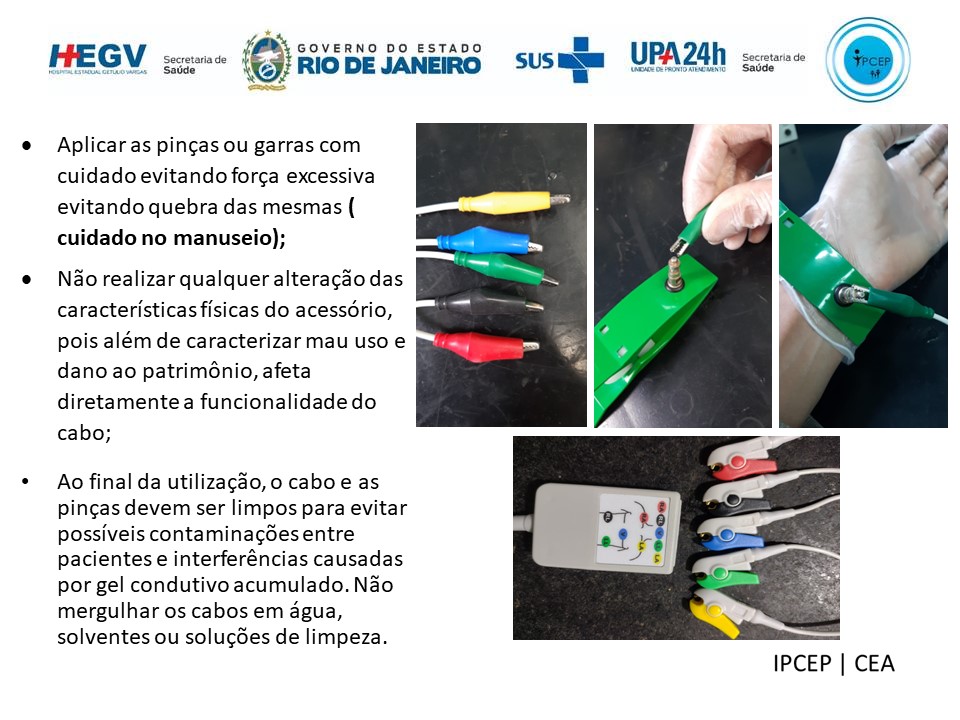 HEGV
HOSPITAL ESTADUAL GETÚLIO VARGAS
Secretaria de
Saúde
GOVERNO DO ESTADO
RIO DE JANEIRO
SUS
UPA24h
UNIDADE DE PRONTO ATENDIMENTO
Secretaria de
Saúde
IPCEP
• Aplicar as pinças ou garras com
cuidado evitando força excessiva
evitando quebra das mesmas (
cuidado no manuseio);
• Não realizar qualquer alteração das
características físicas do acessório,
pois além de caracterizar mau uso e
dano ao patrimônio, afeta
diretamente a funcionalidade do
cabo;
• Ao final da utilização, o cabo e as
pinças devem ser limpos para evitar
possíveis contaminações entre
pacientes e interferências causadas
por gel condutivo acumulado. Não
mergulhar os cabos em água,
solventes ou soluções de limpeza.
IPCEP | CEA